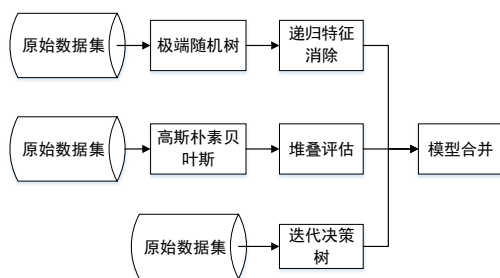 原始数据集
极端随机树
递归特征
消除
原始数据集
高斯朴素贝
叶斯
堆叠评估
模型合并
原始数据集
迭代决策
树